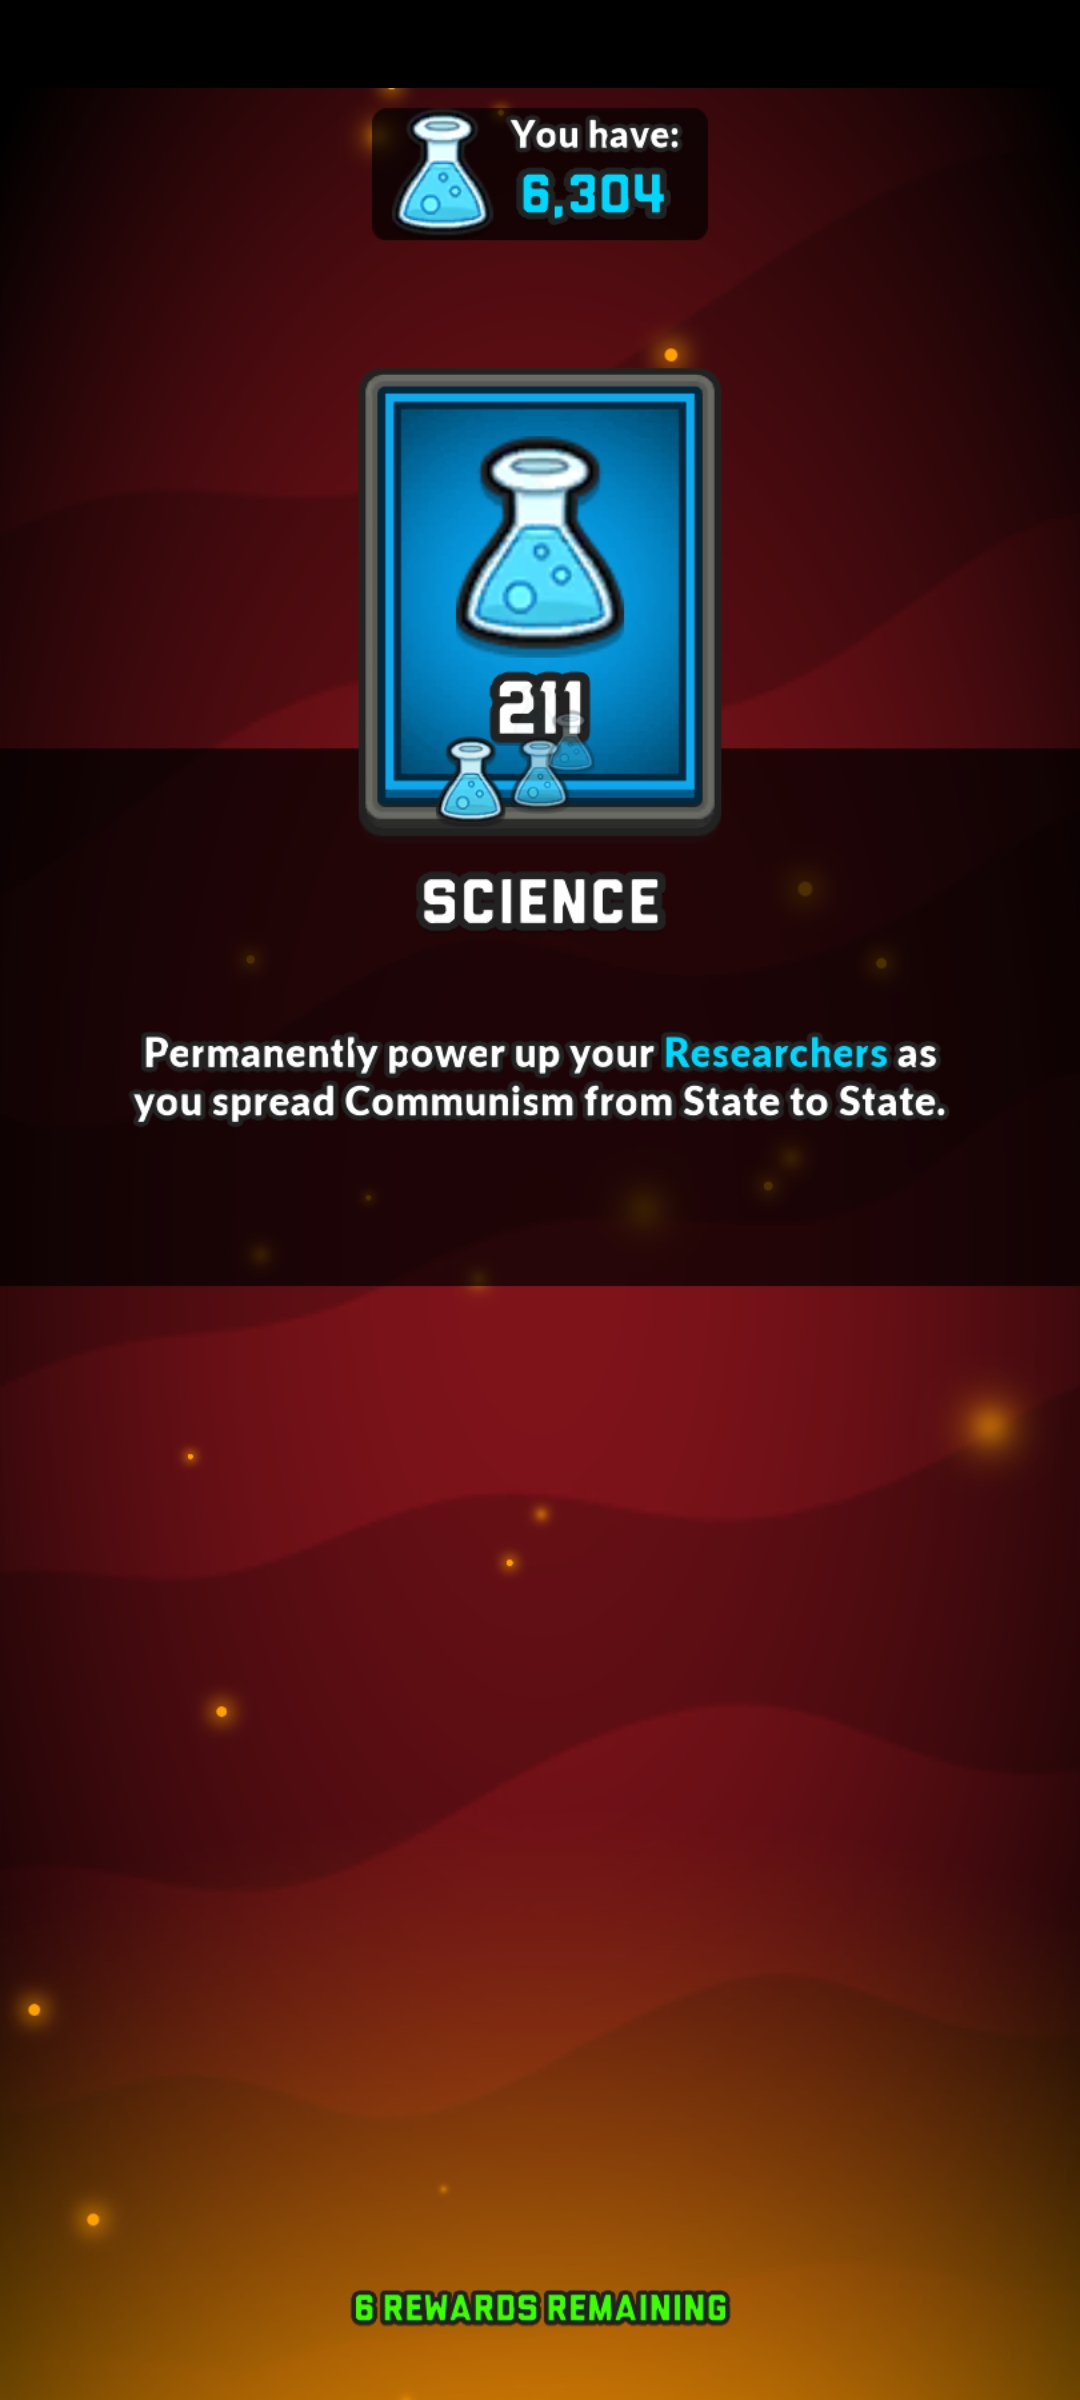 You have:
6,304
211
SCIENCE
Permanently power up your Researchers as
you spread Communism from State to State.
6 REWARDS REMAINING